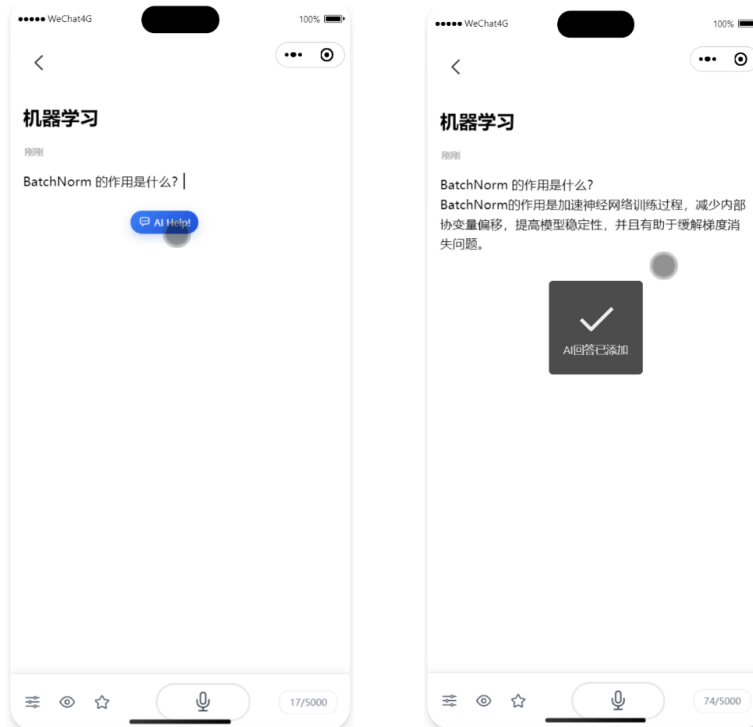 WeChat4G
100%
机器学习
刚刚
BatchNorm 的作用是什么?
AI Help!
17/5000
WeChat4G
100%
机器学习
刚刚
BatchNorm 的作用是什么?
BatchNorm的作用是加速神经网络训练过程，减少内部
协变量偏移，提高模型稳定性，并且有助于缓解梯度消
失问题。
AI回答已添加
74/5000